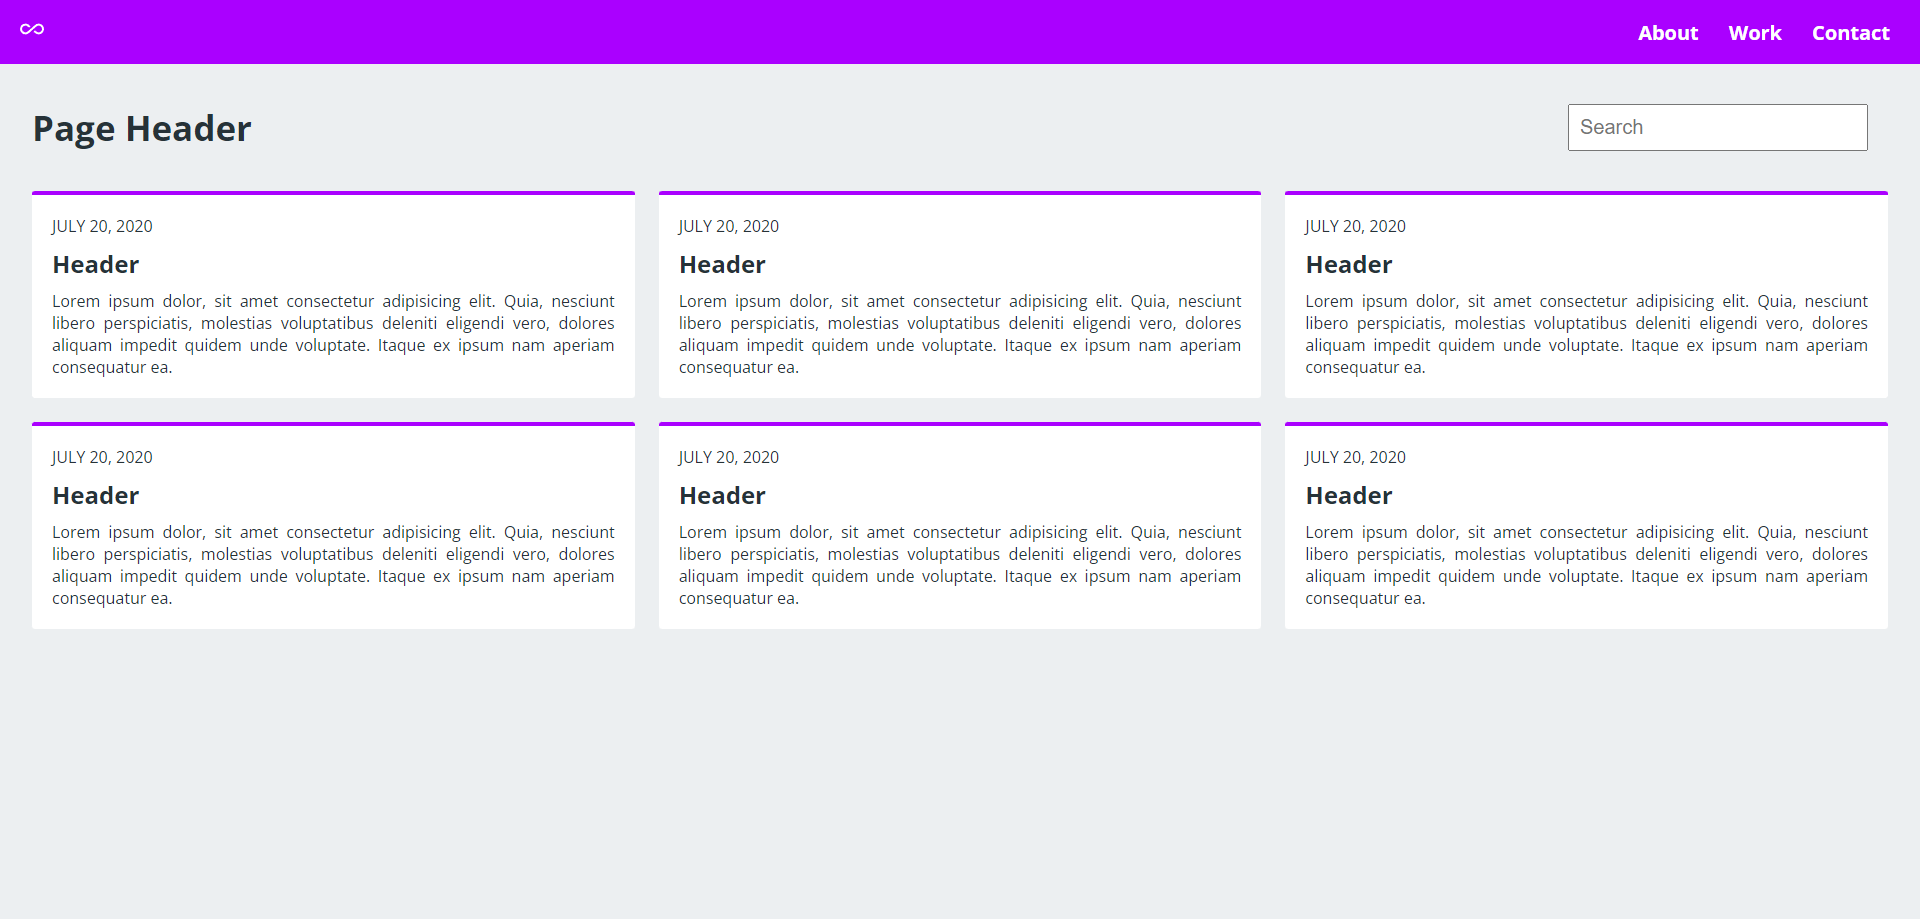 ∞
About Work Contact
Page Header
Search
JULY 20, 2020
Header
Lorem ipsum dolor, sit amet consectetur adipisicing elit. Quia, nesciunt
libero perspiciatis, molestias voluptatibus deleniti eligendi vero, dolores
aliquam impedit quidem unde voluptate. Itaque ex ipsum nam aperiam
consequatur ea.
JULY 20, 2020
Header
Lorem ipsum dolor, sit amet consectetur adipisicing elit. Quia, nesciunt
libero perspiciatis, molestias voluptatibus deleniti eligendi vero, dolores
aliquam impedit quidem unde voluptate. Itaque ex ipsum nam aperiam
consequatur ea.
JULY 20, 2020
Header
Lorem ipsum dolor, sit amet consectetur adipisicing elit. Quia, nesciunt
libero perspiciatis, molestias voluptatibus deleniti eligendi vero, dolores
aliquam impedit quidem unde voluptate. Itaque ex ipsum nam aperiam
consequatur ea.
JULY 20, 2020
Header
Lorem ipsum dolor, sit amet consectetur adipisicing elit. Quia, nesciunt
libero perspiciatis, molestias voluptatibus deleniti eligendi vero, dolores
aliquam impedit quidem unde voluptate. Itaque ex ipsum nam aperiam
consequatur ea.
JULY 20, 2020
Header
Lorem ipsum dolor, sit amet consectetur adipisicing elit. Quia, nesciunt
libero perspiciatis, molestias voluptatibus deleniti eligendi vero, dolores
aliquam impedit quidem unde voluptate. Itaque ex ipsum nam aperiam
consequatur ea.
JULY 20, 2020
Header
Lorem ipsum dolor, sit amet consectetur adipisicing elit. Quia, nesciunt
libero perspiciatis, molestias voluptatibus deleniti eligendi vero, dolores
aliquam impedit quidem unde voluptate. Itaque ex ipsum nam aperiam
consequatur ea.